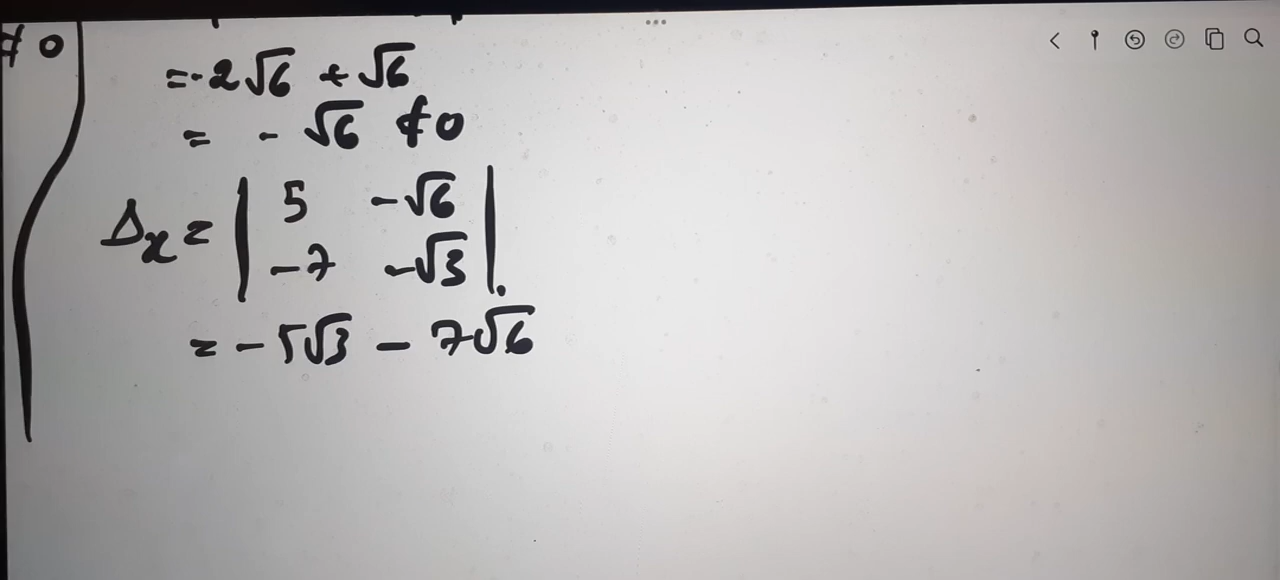 ≠ 0
= -2√6 + √6
= - √6 ≠ 0
Δx = | 5 -√6 |
| -7 -√3 |.
= - 5√3 - 7√6